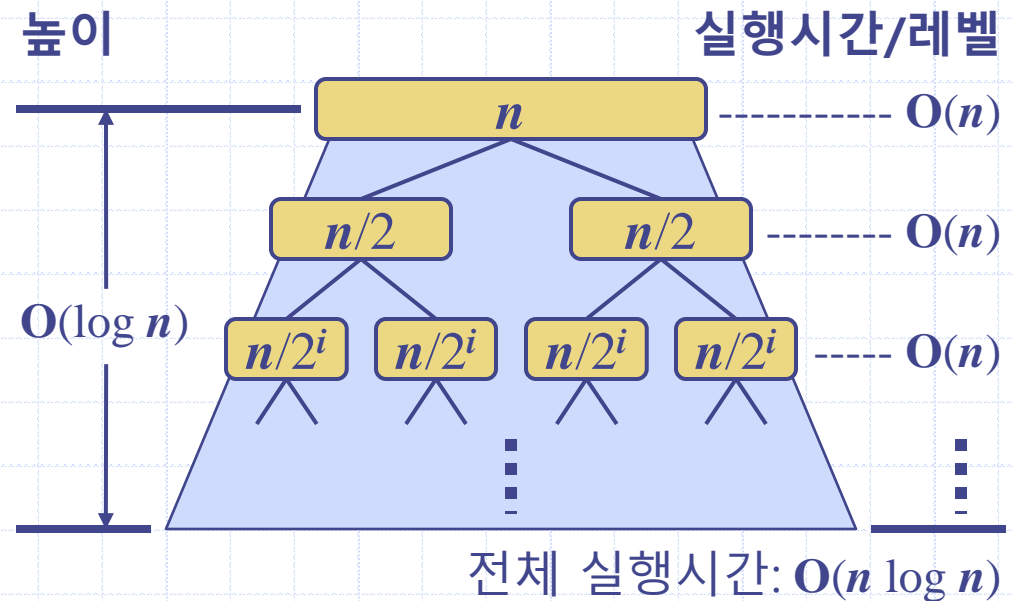 높이 실행시간/레벨
n O(n)
n/2 n/2 O(n)
O(log n)
n/2^i n/2^i n/2^i n/2^i O(n)
전체 실행시간: O(n log n)